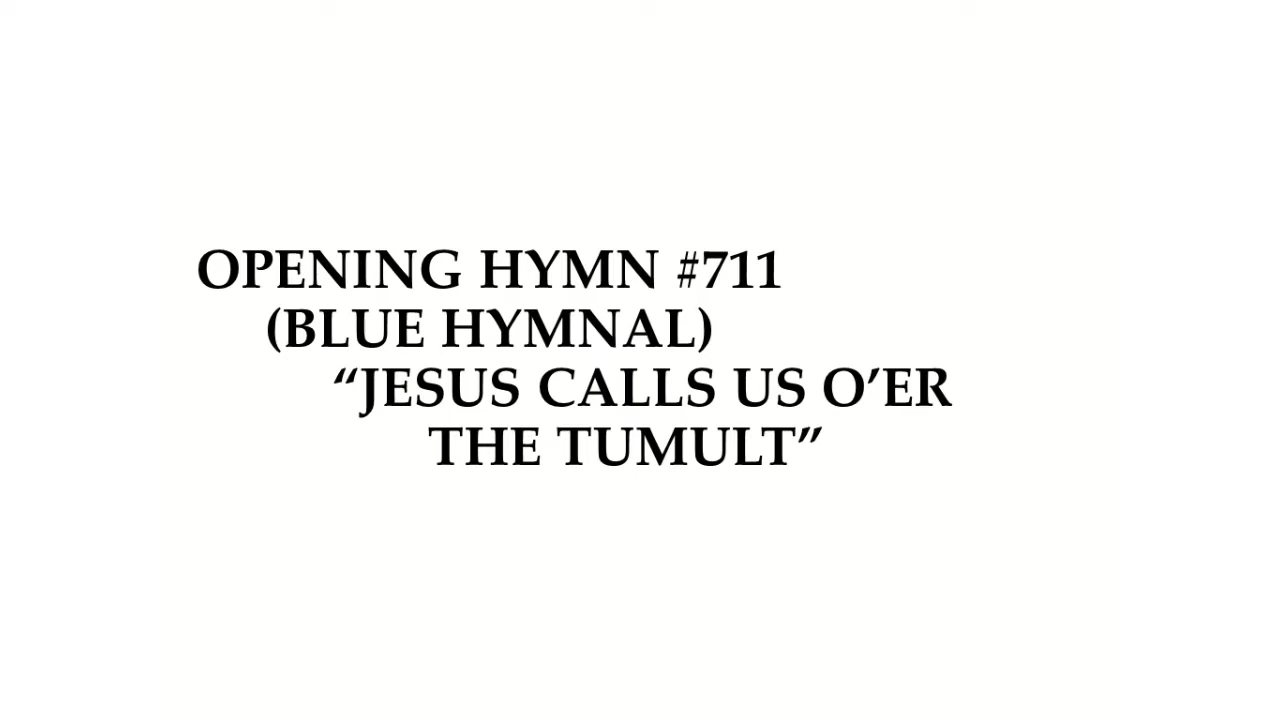 OPENING HYMN #711
(BLUE HYMNAL)
“JESUS CALLS US O’ER
THE TUMULT”